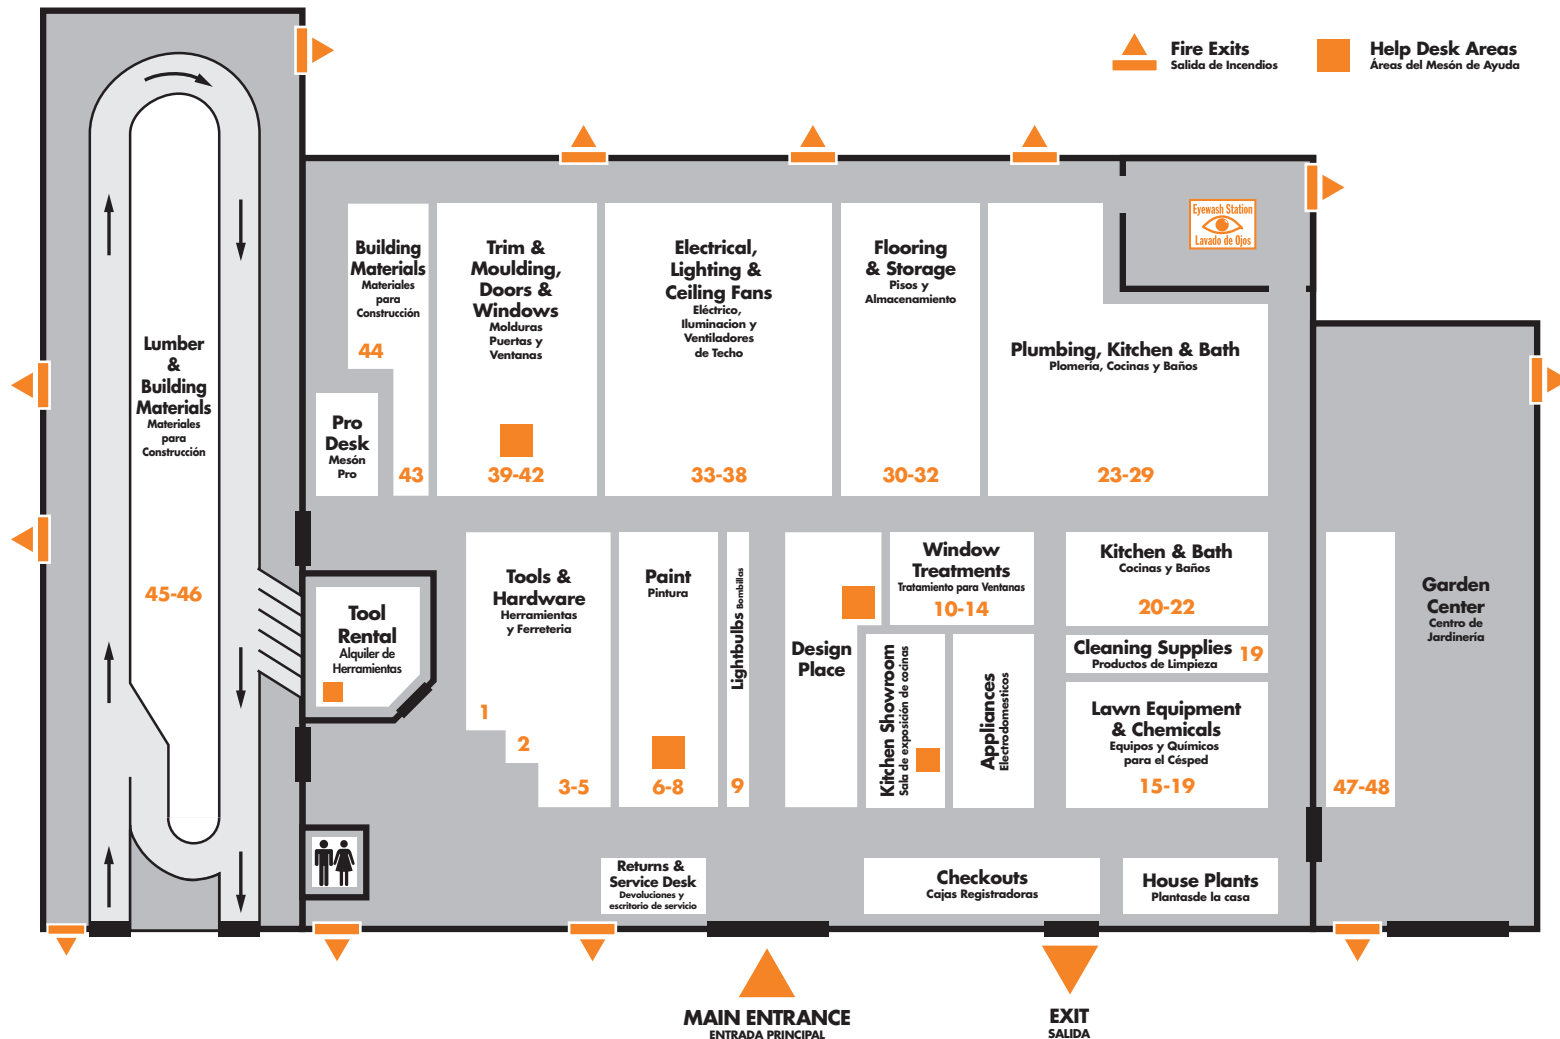 Fire Exits
Salida de Incendios
Help Desk Areas
Áreas del Mesón de Ayuda
Eyewash Station
Lavado de Ojos
Building
Materials
Materiales
para
Construcción
44
43
Trim &
Moulding,
Doors &
Windows
Molduras
Puertas y
Ventanas
39-42
Electrical,
Lighting &
Ceiling Fans
Eléctrico,
Iluminacion y
Ventiladores
de Techo
33-38
Flooring
& Storage
Pisos y
Almacenamiento
30-32
Plumbing, Kitchen & Bath
Plomería, Cocinas y Baños
23-29
Lumber
&
Building
Materials
Materiales
para
Construcción
45-46
Pro
Desk
Mesón
Pro
Tool
Rental
Alquiler de
Herramientas
Tools &
Hardware
Herramientas
y Ferreteria
1
2
3-5
Paint
Pintura
6-8
Lightbulbs Bombillas
9
Design
Place
Window
Treatments
Tratamiento para Ventanas
10-14
Kitchen Showroom
Sala de exposición de cocinas
Appliances
Electrodomesticos
Kitchen & Bath
Cocinas y Baños
20-22
Cleaning Supplies
Productos de Limpieza
19
Lawn Equipment
& Chemicals
Equipos y Químicos
para el Césped
15-19
Garden
Center
Centro de
Jardinería
47-48
Returns &
Service Desk
Devoluciones y
escritorio de servicio
Checkouts
Cajas Registradoras
House Plants
Plantasde la casa
MAIN ENTRANCE
ENTRADA PRINCIPAL
EXIT
SALIDA